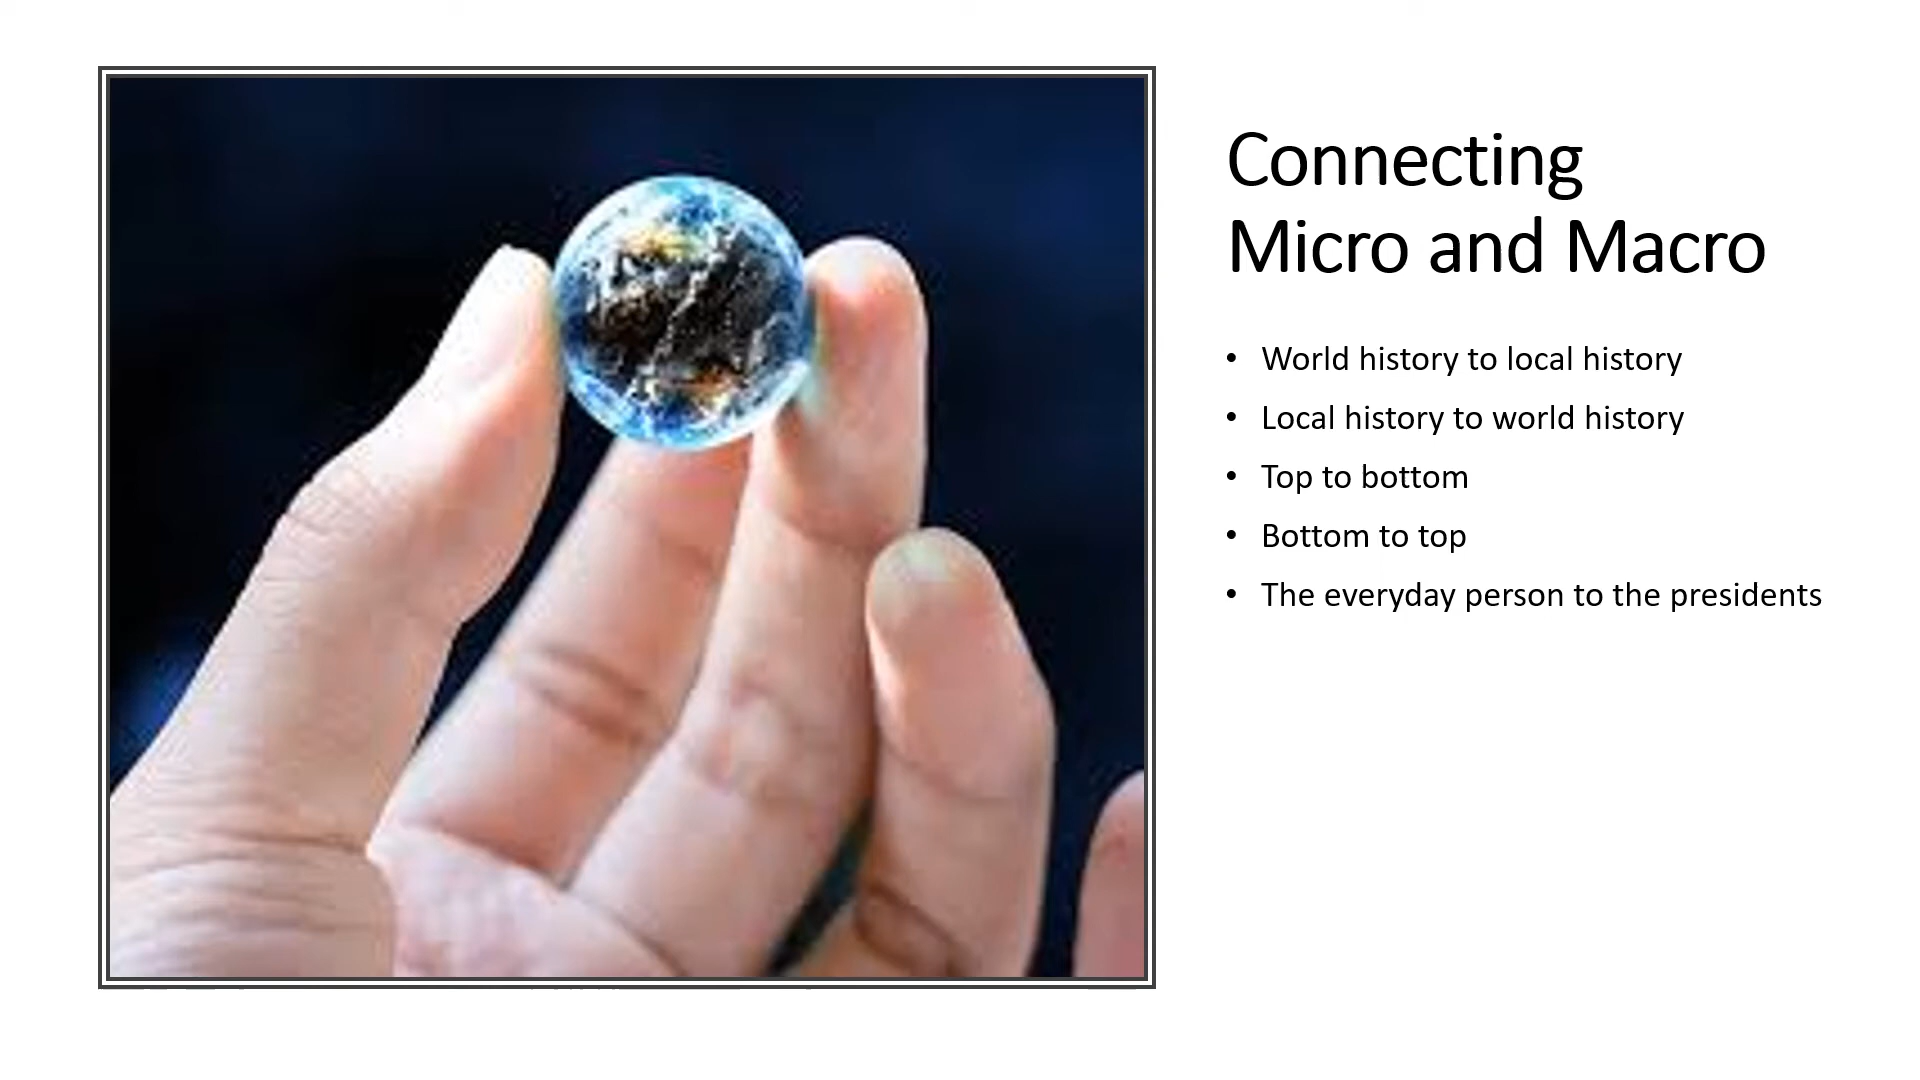 Connecting
Micro and Macro
• World history to local history
• Local history to world history
• Top to bottom
• Bottom to top
• The everyday person to the presidents